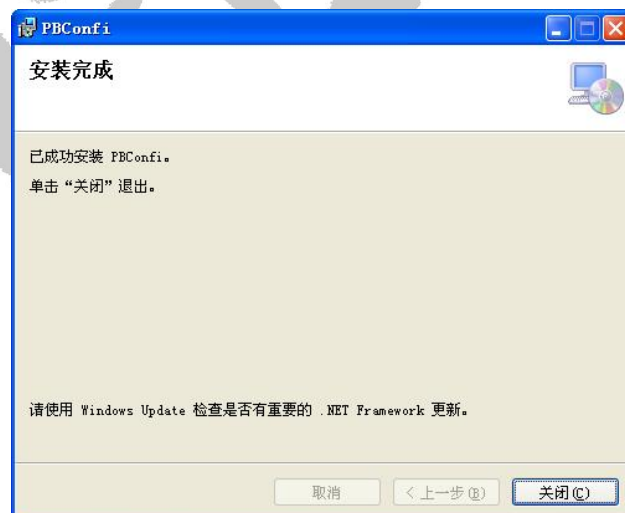 PBConfi
安装完成
已成功安装 PBConfi。
单击“关闭”退出。
请使用 Windows Update 检查是否有重要的 .NET Framework 更新。
取消
< 上一步(B)
关闭(C)